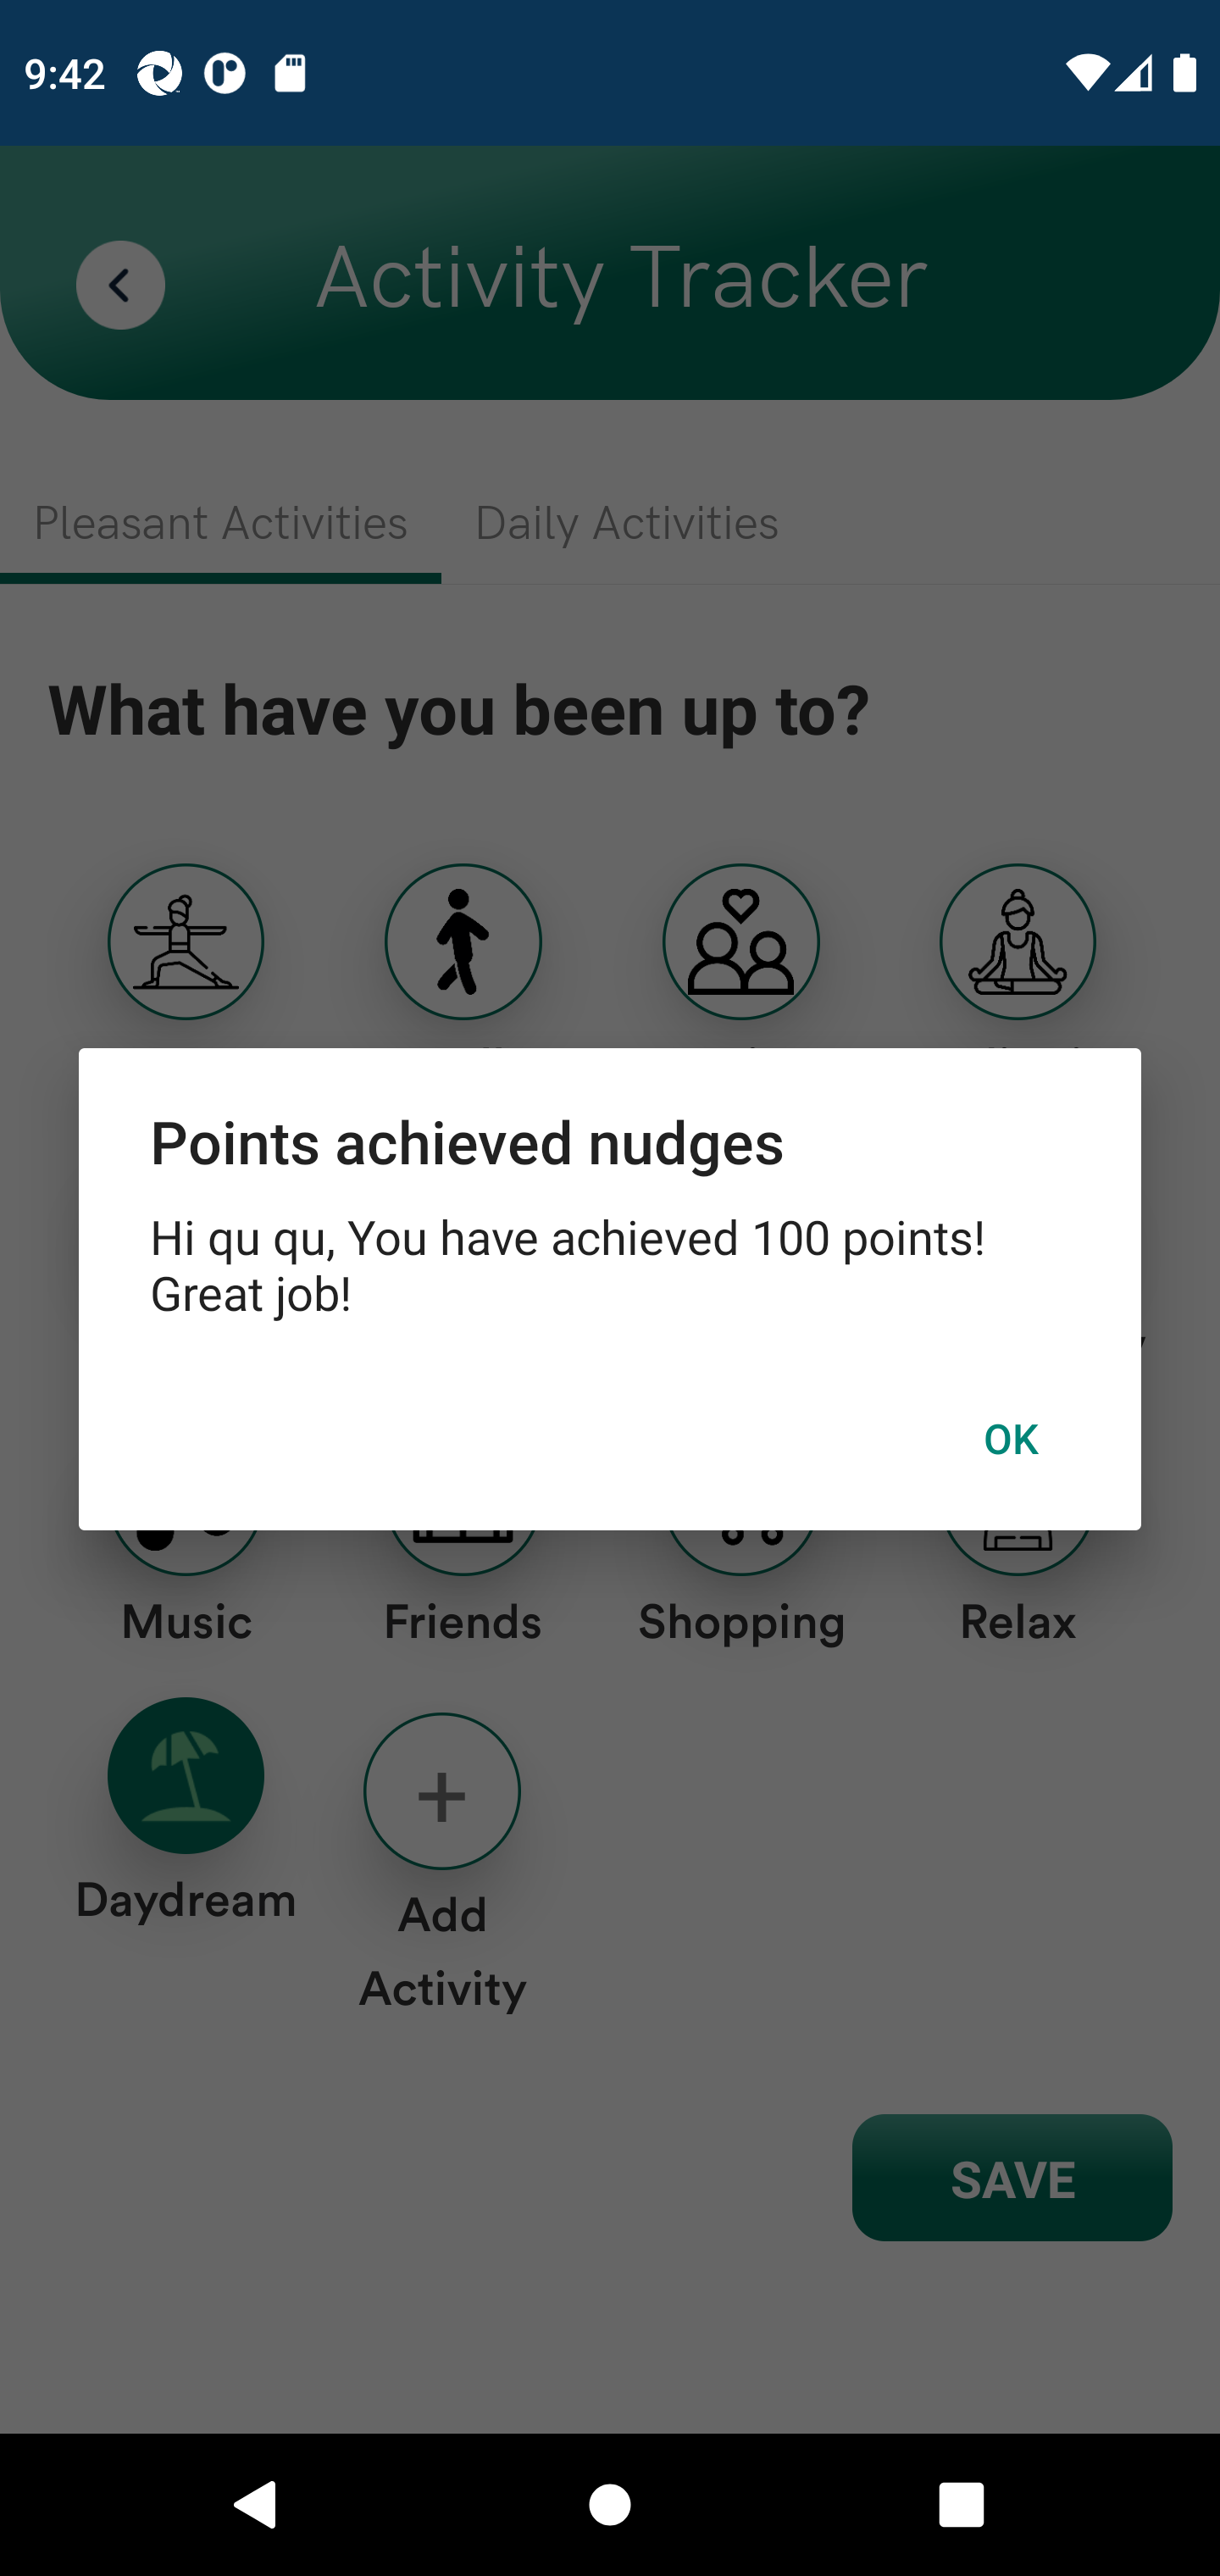 9:42
Activity Tracker
Pleasant Activities Daily Activities
What have you been up to?
Points achieved nudges
Hi qu qu, You have achieved 100 points!
Great job!
OK
Music Friends Shopping Relax
Daydream
Add
Activity
SAVE